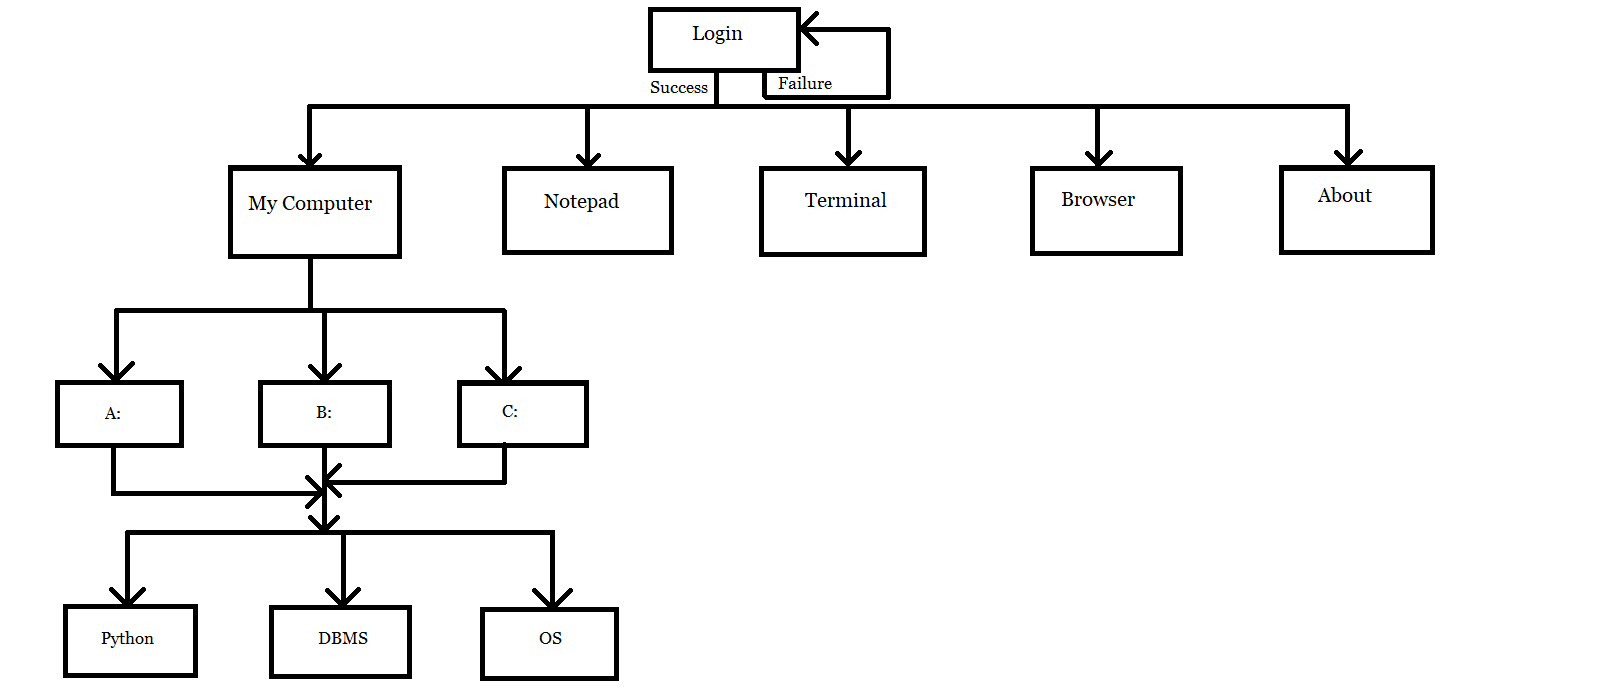 Login
Success
Failure
My Computer
Notepad
Terminal
Browser
About
A:
B:
C:
Python
DBMS
OS